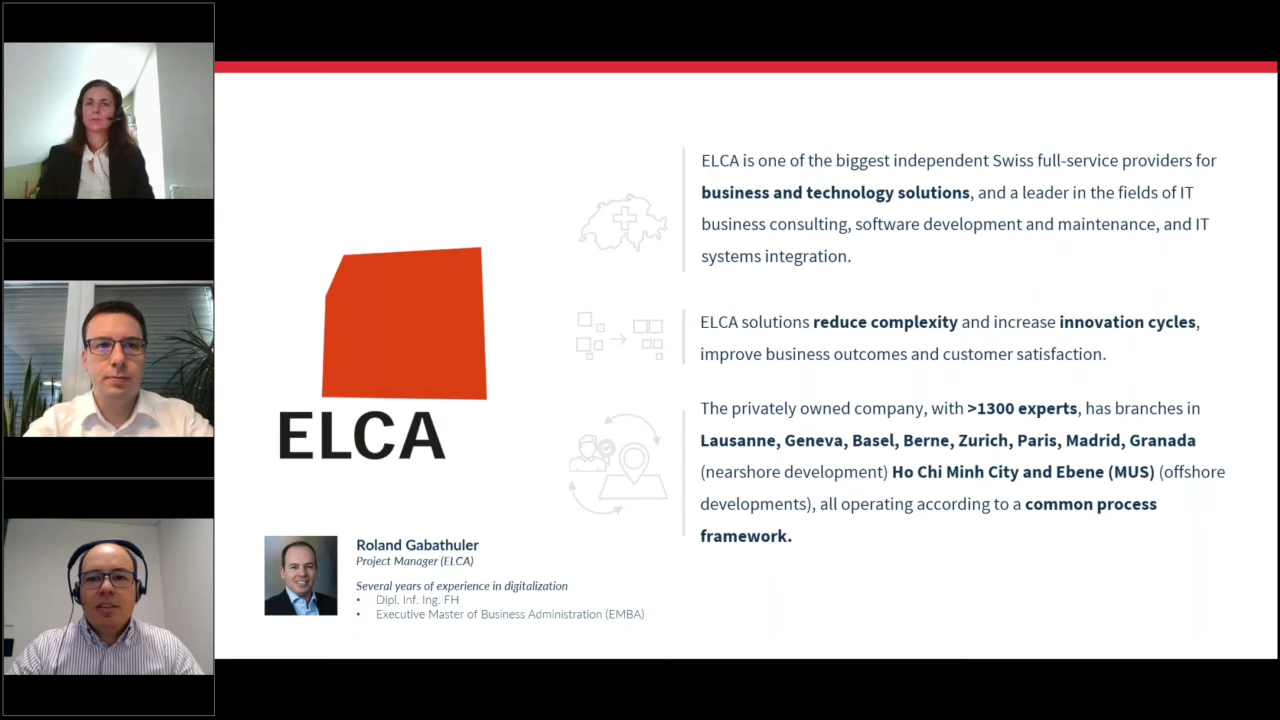 ELCA
Roland Gabathuler
Project Manager (ELCA)
Several years of experience in digitalization
• Dipl. Inf. Ing. FH
• Executive Master of Business Administration (EMBA)
ELCA is one of the biggest independent Swiss full-service providers for
business and technology solutions, and a leader in the fields of IT
business consulting, software development and maintenance, and IT
systems integration.
ELCA solutions reduce complexity and increase innovation cycles,
improve business outcomes and customer satisfaction.
The privately owned company, with >1300 experts, has branches in
Lausanne, Geneva, Basel, Berne, Zurich, Paris, Madrid, Granada
(nearshore development) Ho Chi Minh City and Ebene (MUS) (offshore
developments), all operating according to a common process
framework.